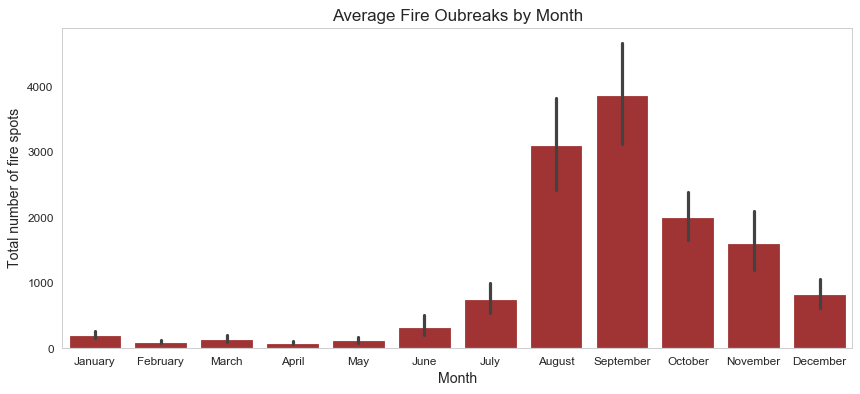 Average Fire Oubreaks by Month
Total number of fire spots
4000
3000
2000
1000
0
January February March April May June July August September October November December
Month